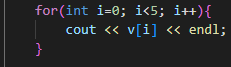 for(int i=0; i<5; i++){
cout << v[i] << endl;
}